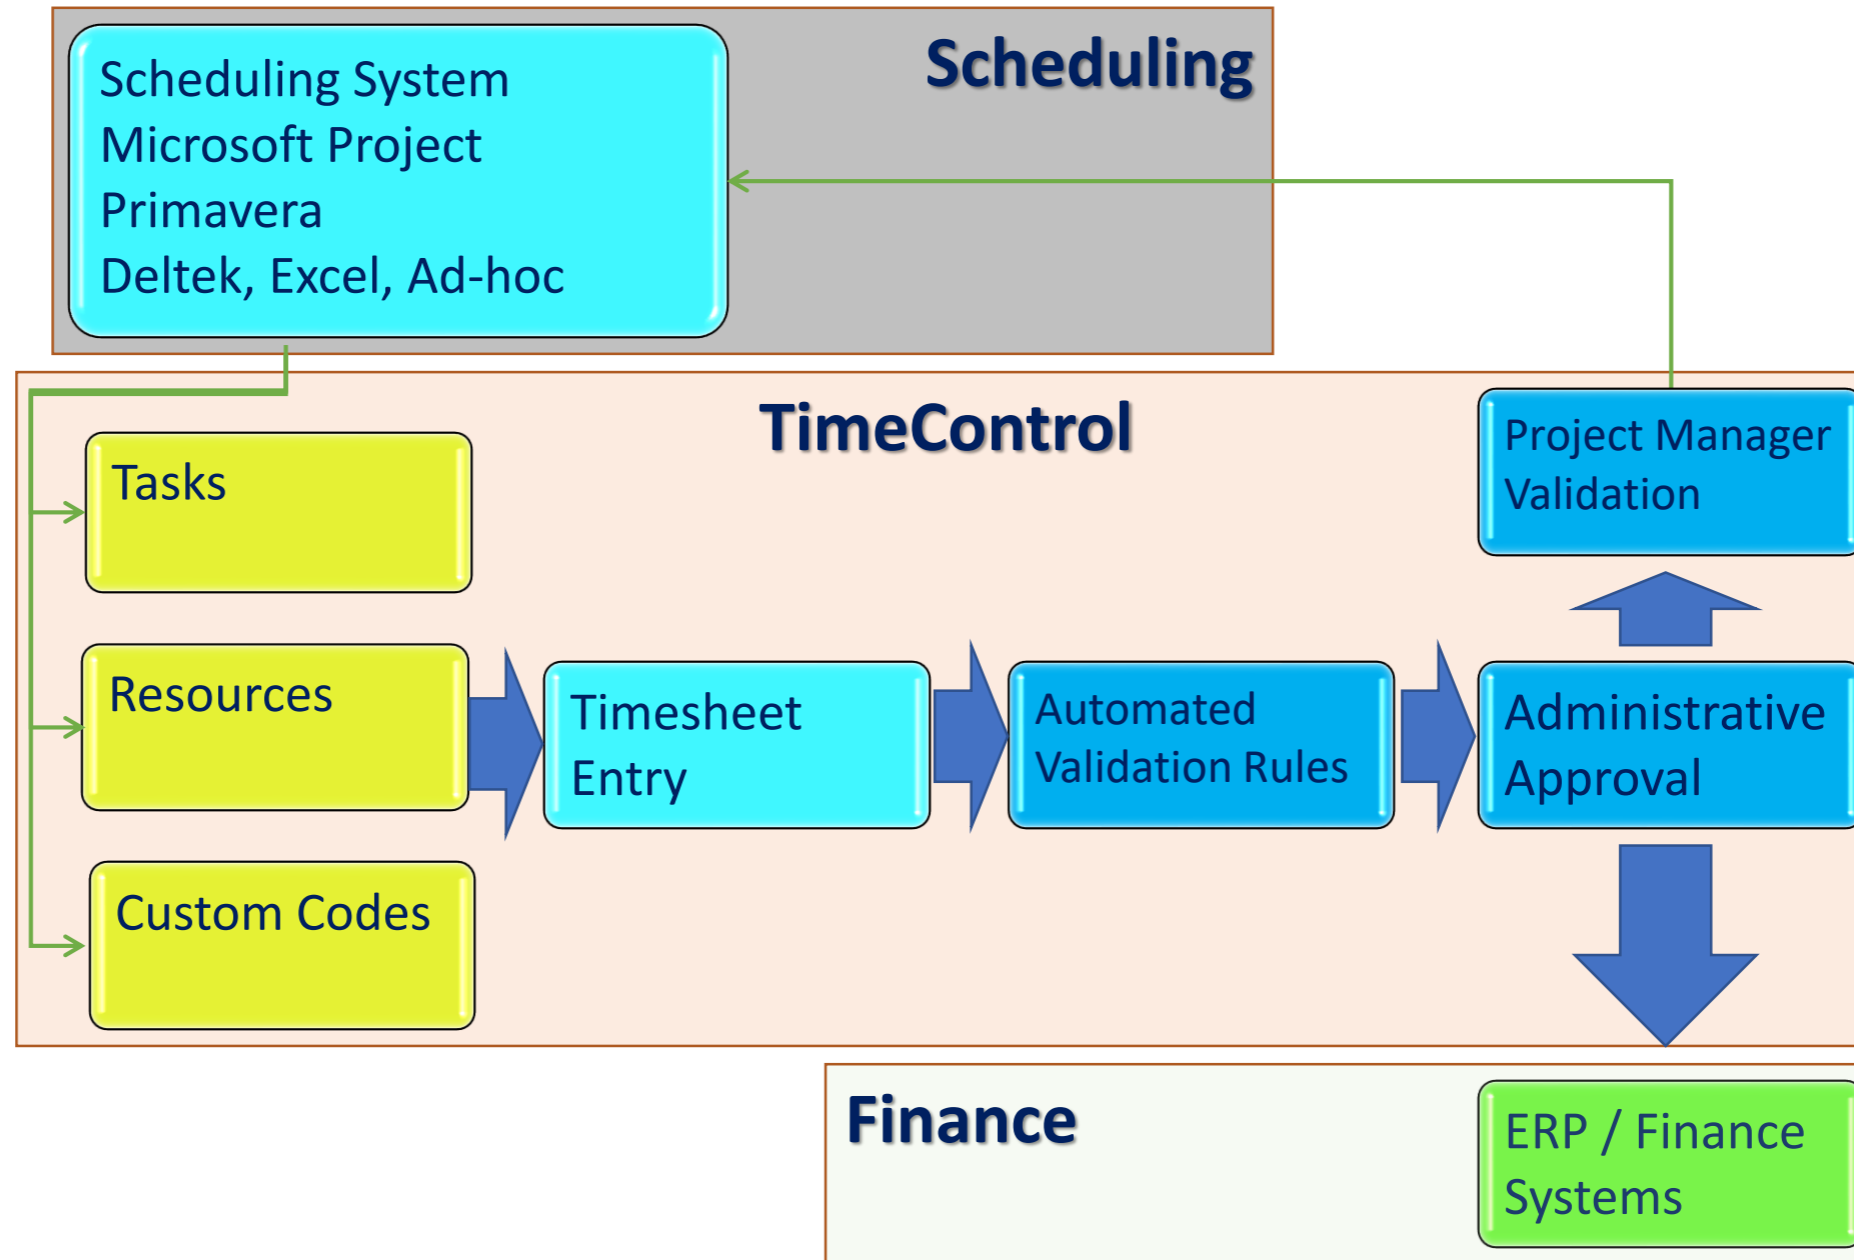 Scheduling
Scheduling System
Microsoft Project
Primavera
Deltek, Excel, Ad-hoc
TimeControl
Project Manager
Validation
Tasks
Resources
Timesheet
Entry
Automated
Validation Rules
Administrative
Approval
Custom Codes
Finance
ERP / Finance
Systems